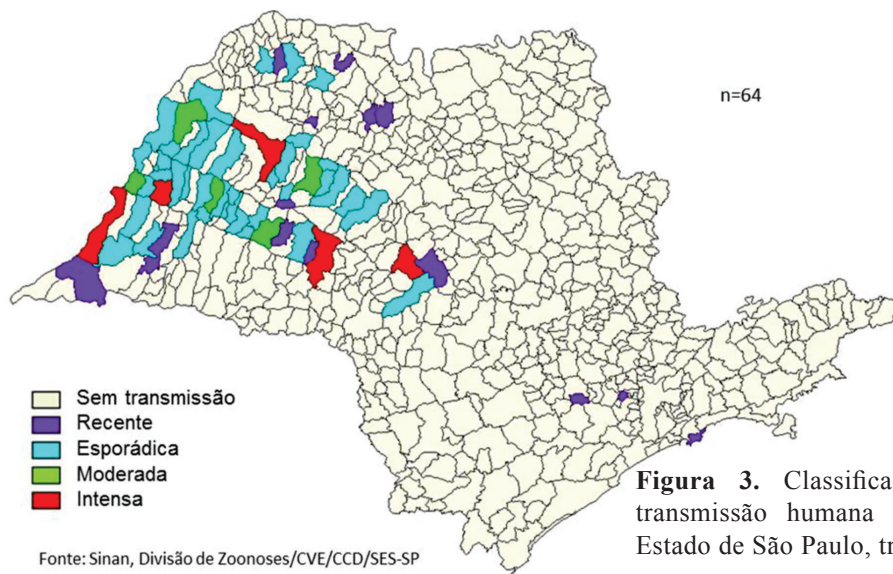 n=64
Sem transmissão
Recente
Esporádica
Moderada
Intensa
Fonte: Sinan, Divisão de Zoonoses/CVE/CCD/SES-SP
Figura 3. Classifica
transmissão humana
Estado de São Paulo, tr